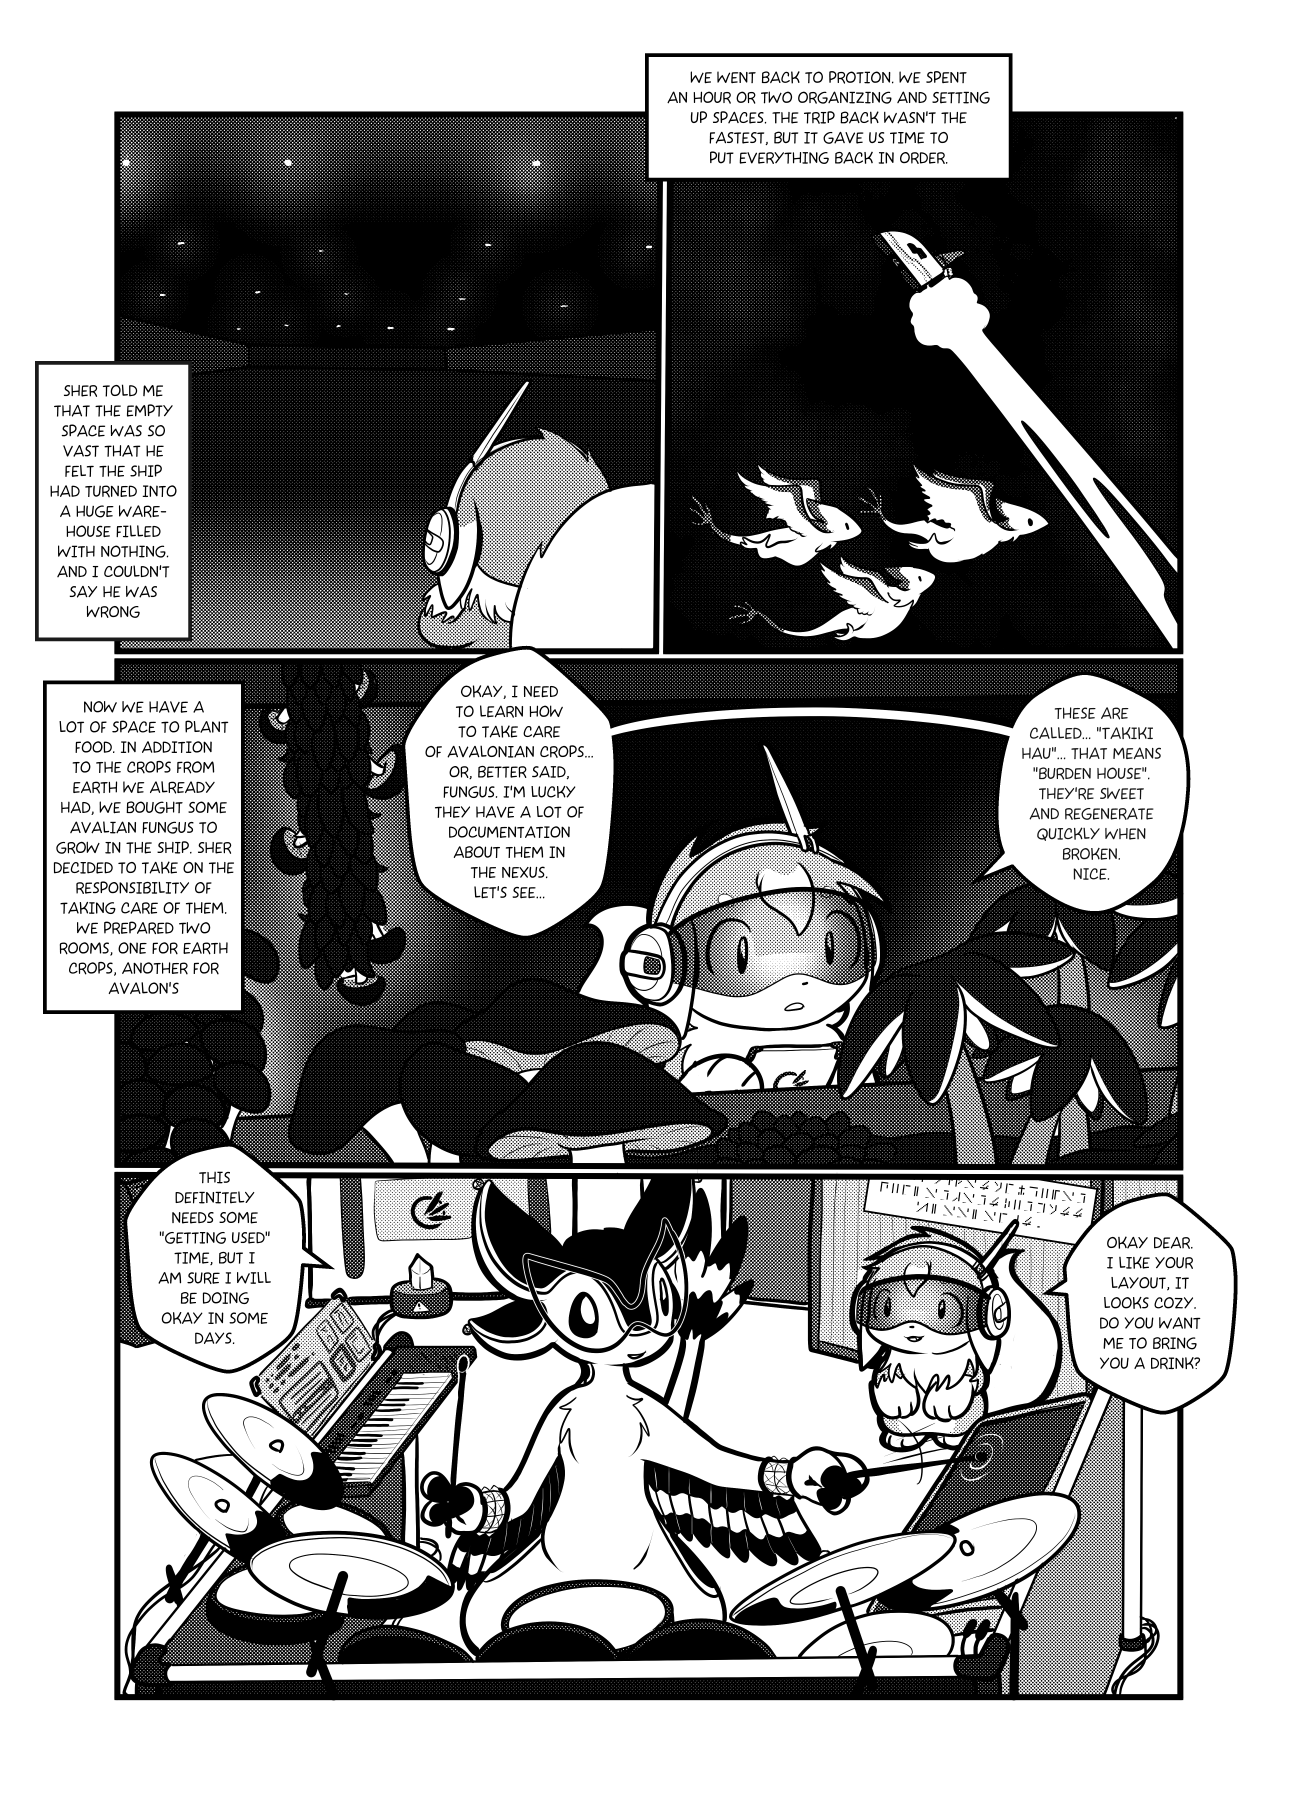 WE WENT BACK TO PROTION. WE SPENT
AN HOUR OR TWO ORGANIZING AND SETTING
UP SPACES. THE TRIP BACK WASN'T THE
FASTEST, BUT IT GAVE US TIME TO
PUT EVERYTHING BACK IN ORDER.
SHER TOLD ME
THAT THE EMPTY
SPACE WAS SO
VAST THAT HE
FELT THE SHIP
HAD TURNED INTO
A HUGE WARE-
HOUSE FILLED
WITH NOTHING.
AND I COULDN'T
SAY HE WAS
WRONG
NOW WE HAVE A
LOT OF SPACE TO PLANT
FOOD. IN ADDITION
TO THE CROPS FROM
EARTH WE ALREADY
HAD, WE BOUGHT SOME
AVALIAN FUNGUS TO
GROW IN THE SHIP. SHER
DECIDED TO TAKE ON THE
RESPONSIBILITY OF
TAKING CARE OF THEM.
WE PREPARED TWO
ROOMS, ONE FOR EARTH
CROPS, ANOTHER FOR
AVALON'S
OKAY, I NEED
TO LEARN HOW
TO TAKE CARE
OF AVALONIAN CROPS...
OR, BETTER SAID,
FUNGUS. I'M LUCKY
THEY HAVE A LOT OF
DOCUMENTATION
ABOUT THEM IN
THE NEXUS.
LET'S SEE...
THESE ARE
CALLED... "TAKIKI
HAU"... THAT MEANS
"BURDEN HOUSE".
THEY'RE SWEET
AND REGENERATE
QUICKLY WHEN
BROKEN.
NICE.
THIS
DEFINITELY
NEEDS SOME
"GETTING USED"
TIME, BUT I
AM SURE I WILL
BE DOING
OKAY IN SOME
DAYS.
OKAY DEAR.
I LIKE YOUR
LAYOUT, IT
LOOKS COZY.
DO YOU WANT
ME TO BRING
YOU A DRINK?